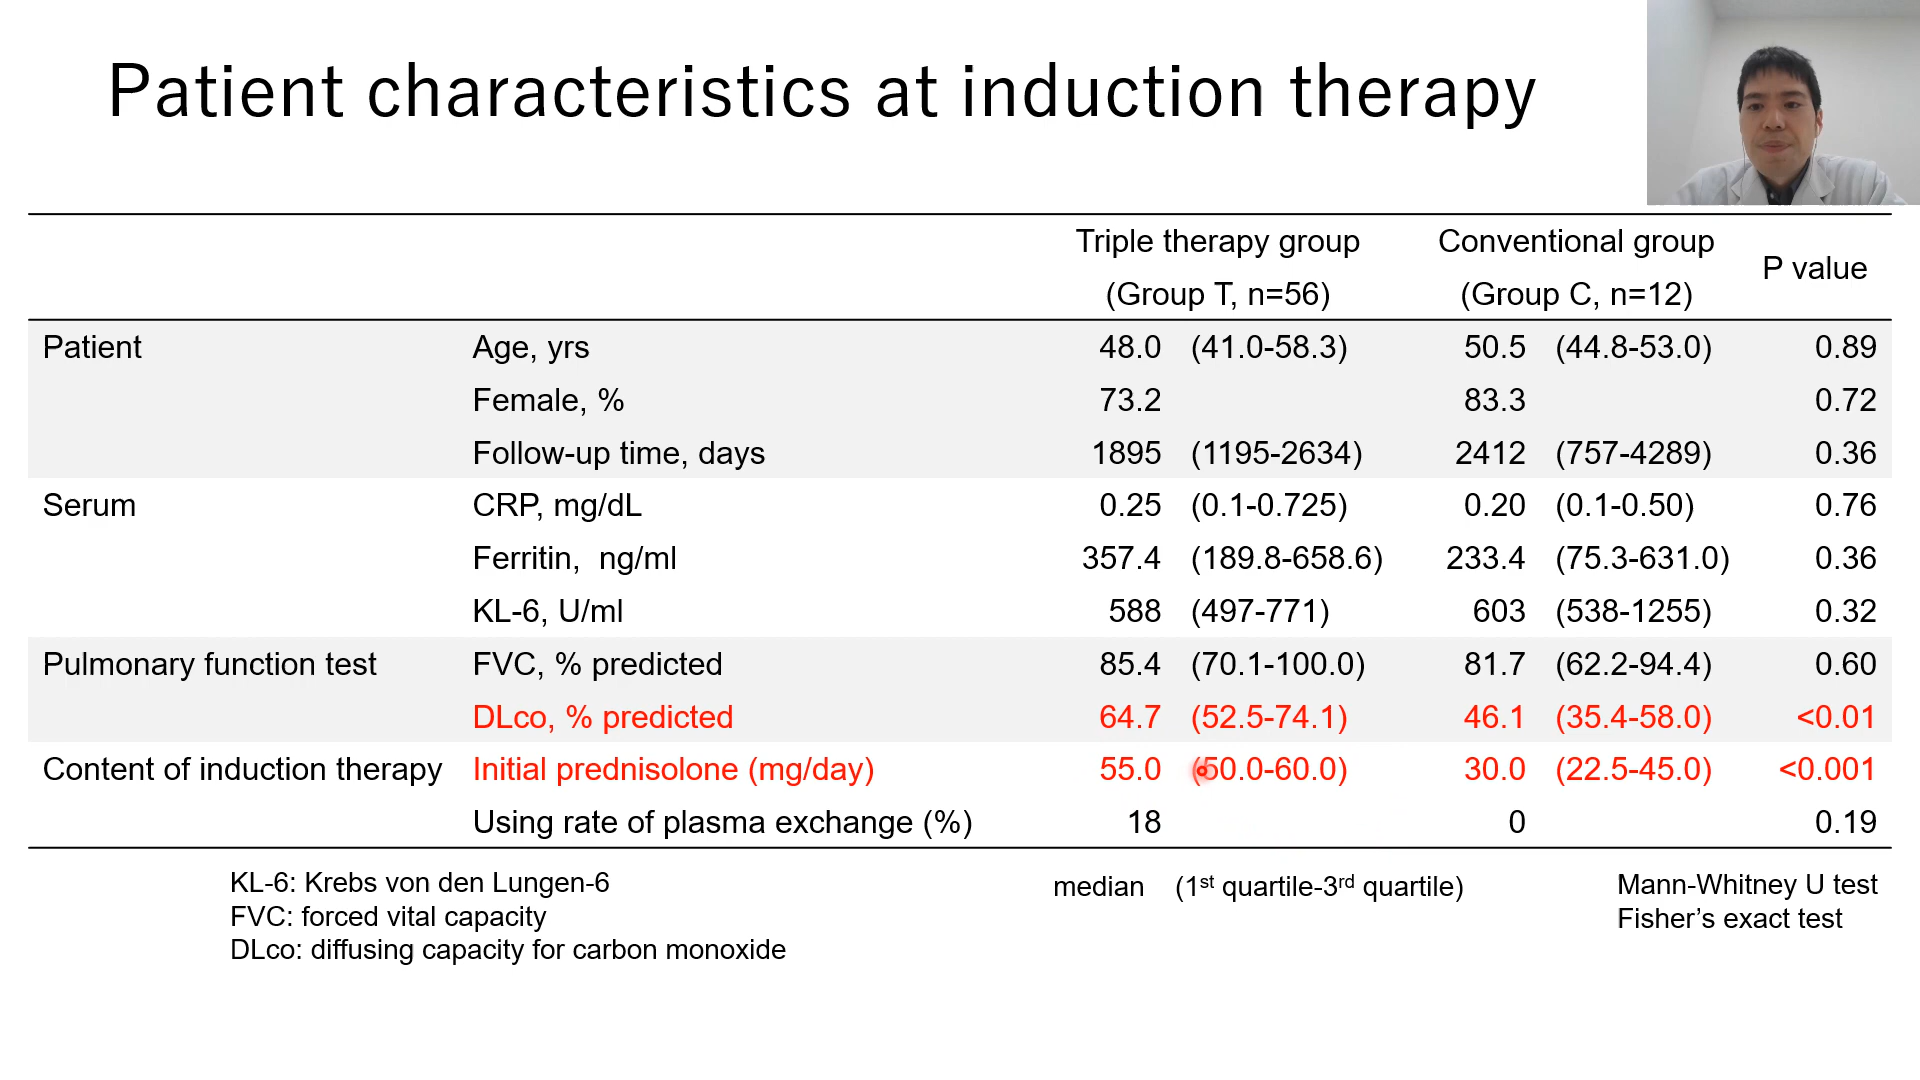 Patient characteristics at induction therapy
Triple therapy group Conventional group P value
(Group T, n=56) (Group C, n=12)
Patient Age, yrs 48.0 (41.0-58.3) 50.5 (44.8-53.0) 0.89
Female, % 73.2 83.3 0.72
Follow-up time, days 1895 (1195-2634) 2412 (757-4289) 0.36
Serum CRP, mg/dL 0.25 (0.1-0.725) 0.20 (0.1-0.50) 0.76
Ferritin, ng/ml 357.4 (189.8-658.6) 233.4 (75.3-631.0) 0.36
KL-6, U/ml 588 (497-771) 603 (538-1255) 0.32
Pulmonary function test FVC, % predicted 85.4 (70.1-100.0) 81.7 (62.2-94.4) 0.60
DLco, % predicted 64.7 (52.5-74.1) 46.1 (35.4-58.0) <0.01
Content of induction therapy Initial prednisolone (mg/day) 55.0 (50.0-60.0) 30.0 (22.5-45.0) <0.001
Using rate of plasma exchange (%) 18 0 0.19
KL-6: Krebs von den Lungen-6
FVC: forced vital capacity
DLco: diffusing capacity for carbon monoxide
median (1st quartile-3rd quartile)
Mann-Whitney U test
Fisher’s exact test